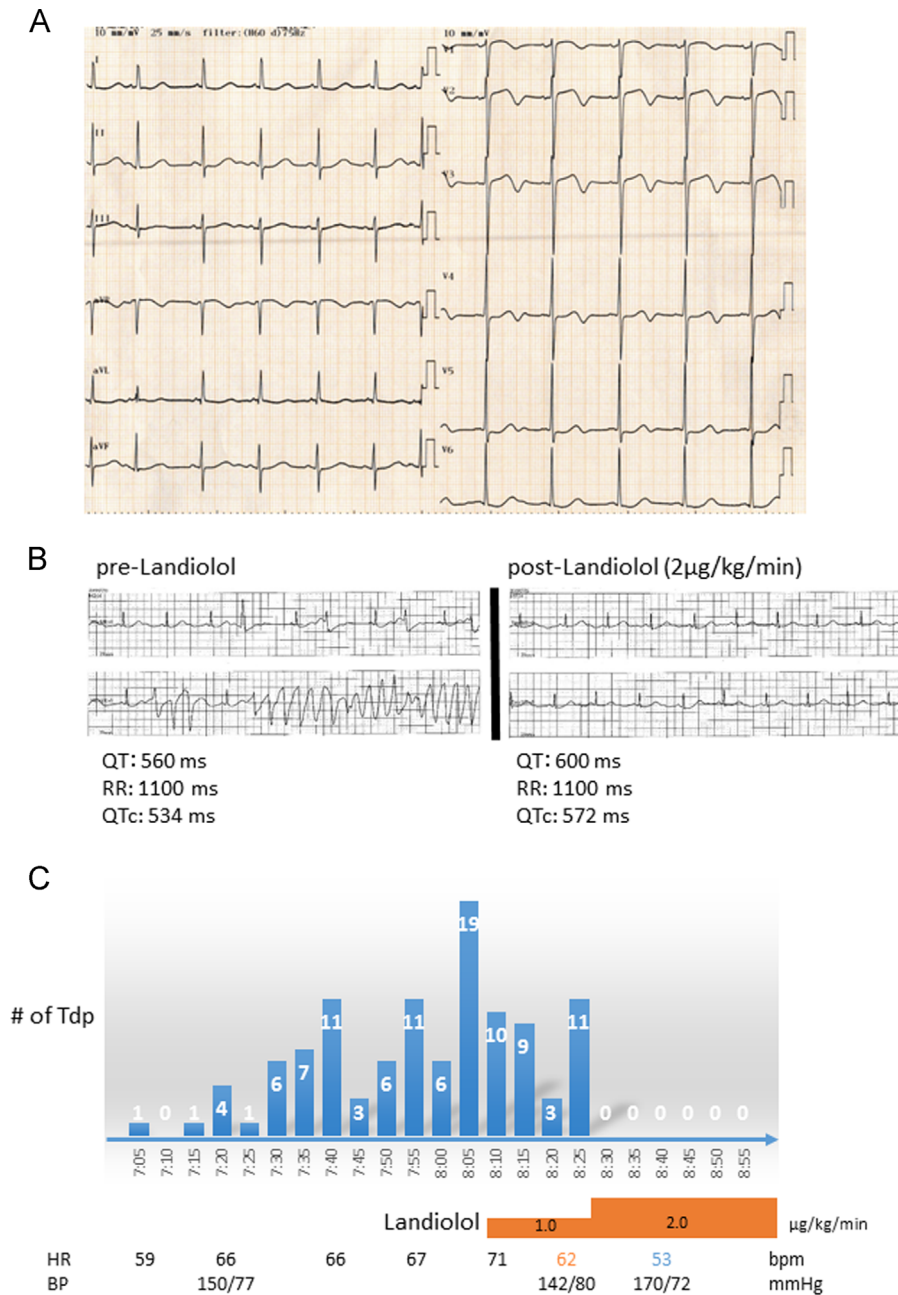 A
10 mm/mV 25 mm/s filter:(H60 d)75Hz
10 mm/mV
I
II
III
aVR
aVL
aVF
V1
V2
V3
V4
V5
V6
B
pre-Landiolol
post-Landiolol (2μg/kg/min)
QT: 560 ms
RR: 1100 ms
QTc: 534 ms
QT: 600 ms
RR: 1100 ms
QTc: 572 ms
C
# of Tdp
1 0 1 4 1 6 7 11 3 6 11 6 19 10 9 3 11 0 0 0 0 0 0
7:05 7:10 7:15 7:20 7:25 7:30 7:35 7:40 7:45 7:50 7:55 8:00 8:05 8:10 8:15 8:20 8:25 8:30 8:35 8:40 8:45 8:50 8:55
Landiolol 1.0 2.0 μg/kg/min
HR 59 66 66 67 71 62 53 bpm
BP 150/77 142/80 170/72 mmHg